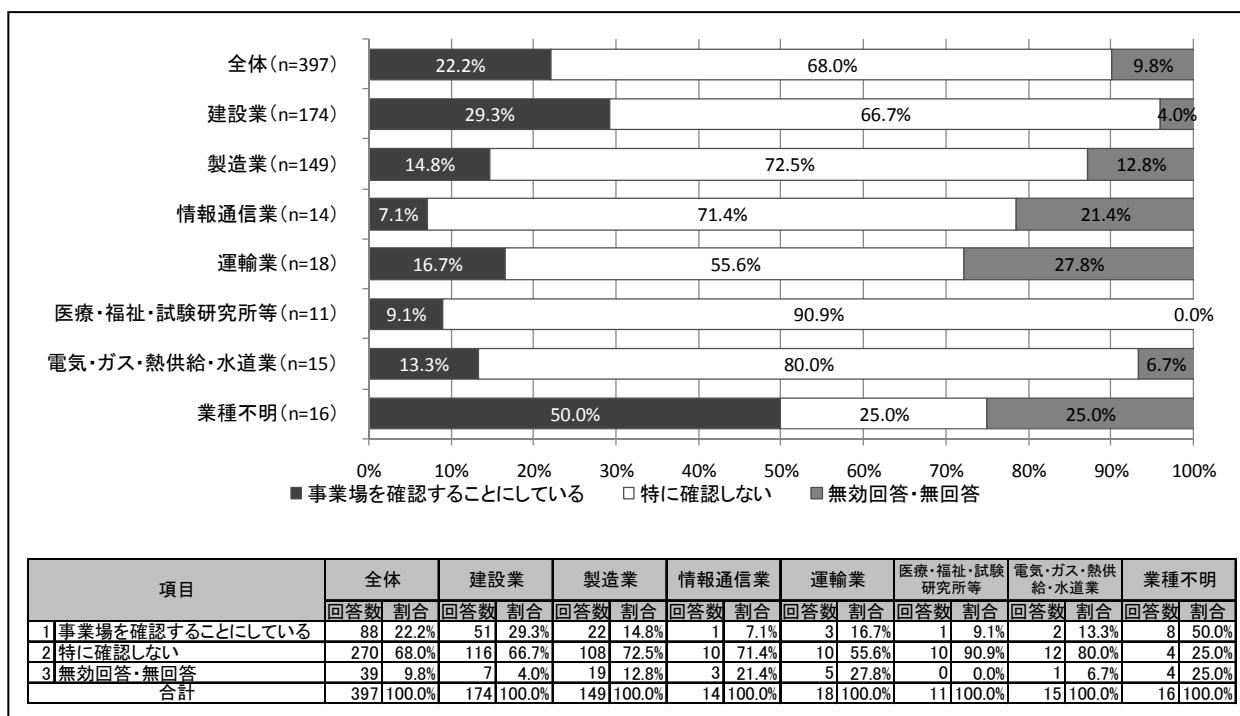 全体(n=397) 22.2% 68.0% 9.8%
建設業(n=174) 29.3% 66.7% 4.0%
製造業(n=149) 14.8% 72.5% 12.8%
情報通信業(n=14) 7.1% 71.4% 21.4%
運輸業(n=18) 16.7% 55.6% 27.8%
医療・福祉・試験研究所等(n=11) 9.1% 90.9% 0.0%
電気・ガス・熱供給・水道業(n=15) 13.3% 80.0% 6.7%
業種不明(n=16) 50.0% 25.0% 25.0%
0% 10% 20% 30% 40% 50% 60% 70% 80% 90% 100%
事業場を確認することにしている 特に確認しない 無効回答・無回答
項目 全体 建設業 製造業 情報通信業 運輸業 医療・福祉・試験研究所等 電気・ガス・熱供給・水道業 業種不明
回答数 割合 回答数 割合 回答数 割合 回答数 割合 回答数 割合 回答数 割合 回答数 割合 回答数 割合
1 事業場を確認することにしている 88 22.2% 51 29.3% 22 14.8% 1 7.1% 3 16.7% 1 9.1% 2 13.3% 8 50.0%
2 特に確認しない 270 68.0% 116 66.7% 108 72.5% 10 71.4% 10 55.6% 10 90.9% 12 80.0% 4 25.0%
3 無効回答・無回答 39 9.8% 7 4.0% 19 12.8% 3 21.4% 5 27.8% 0 0.0% 1 6.7% 4 25.0%
合計 397 100.0% 174 100.0% 149 100.0% 14 100.0% 18 100.0% 11 100.0% 15 100.0% 16 100.0%